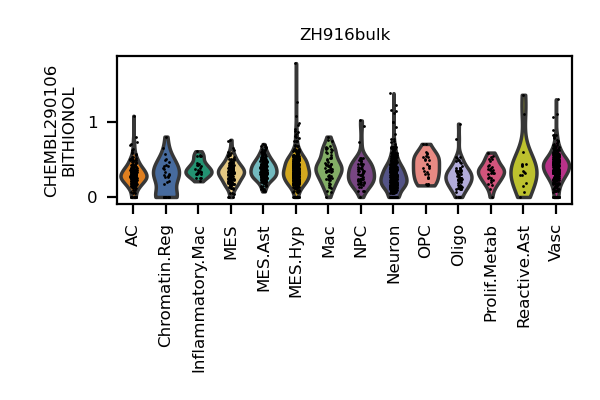 ZH916bulk
CHEMBL290106
BITHIONOL
1
0
AC
Chromatin.Reg
Inflammatory.Mac
MES
MES.Ast
MES.Hyp
Mac
NPC
Neuron
OPC
Oligo
Prolif.Metab
Reactive.Ast
Vasc